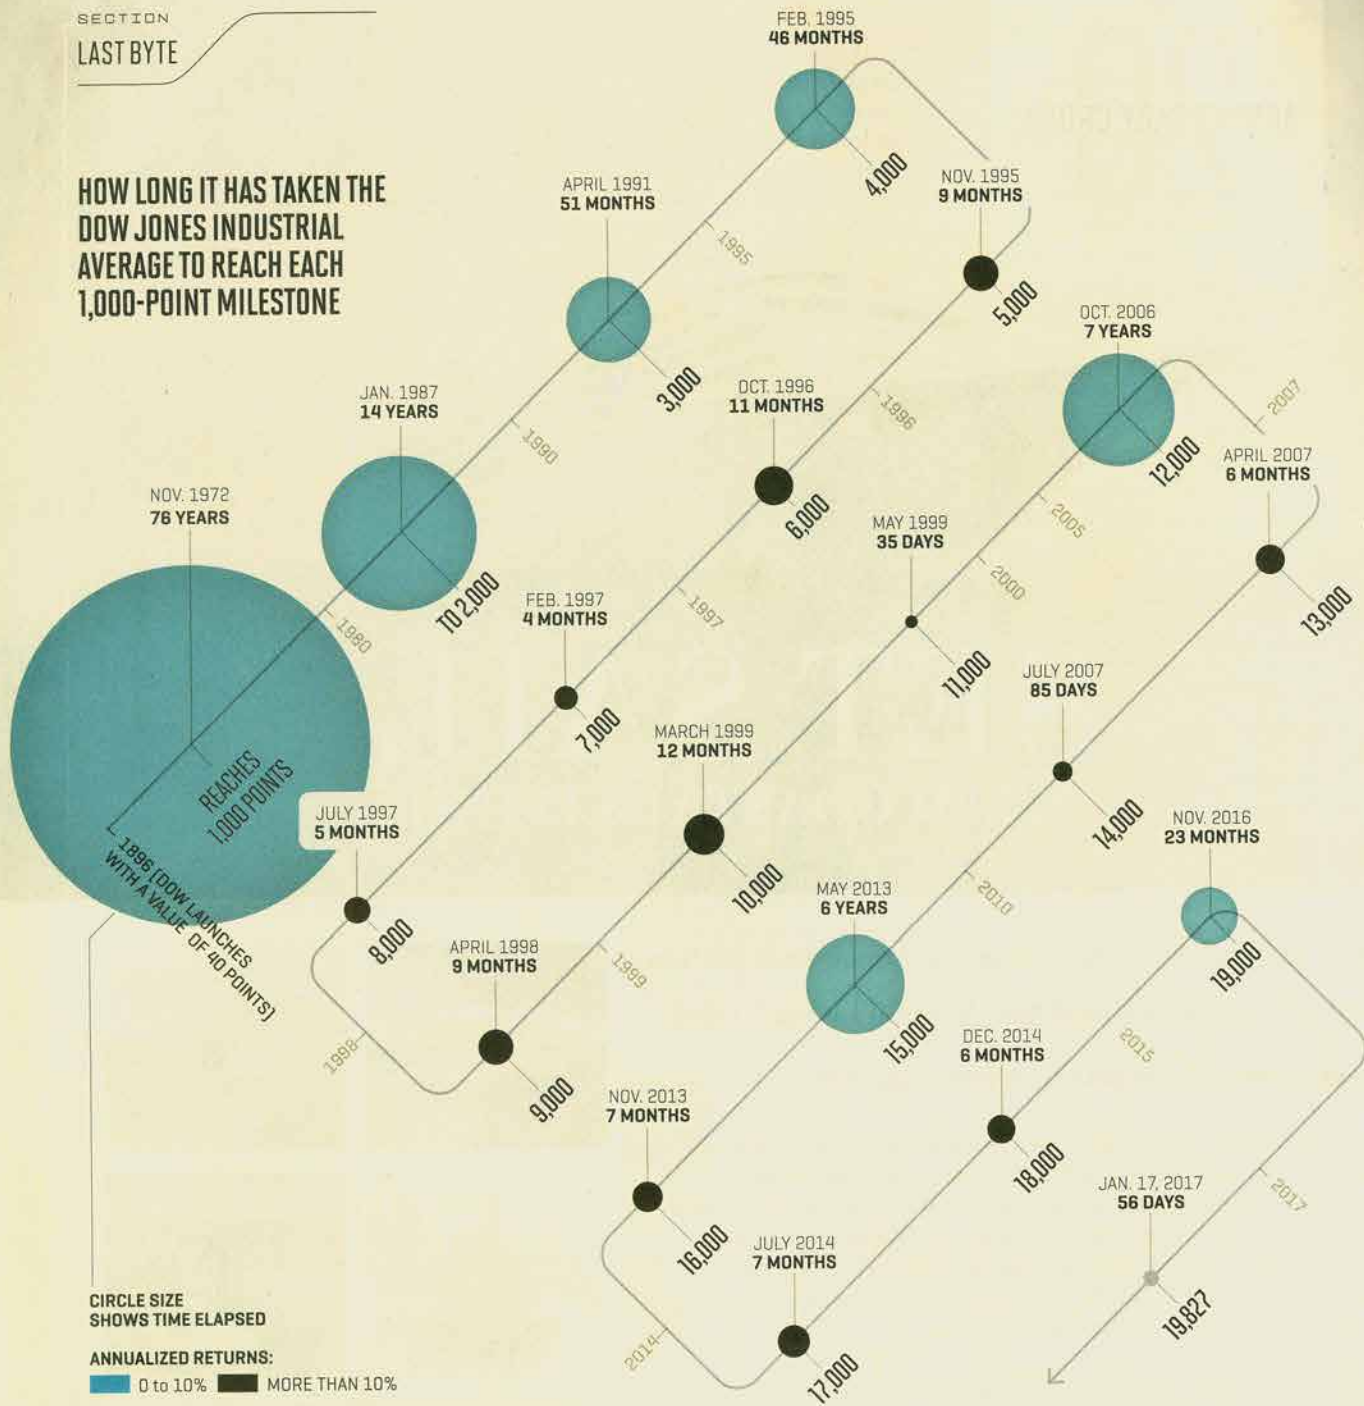 SECTION
LAST BYTE
HOW LONG IT HAS TAKEN THE
DOW JONES INDUSTRIAL
AVERAGE TO REACH EACH
1,000-POINT MILESTONE
1896 (DOW LAUNCHES
WITH A VALUE OF 40 POINTS)
NOV. 1972
76 YEARS
REACHES
1,000 POINTS
1980
JAN. 1987
14 YEARS
TO 2,000
1990
APRIL 1991
51 MONTHS
3,000
1995
FEB. 1995
46 MONTHS
4,000
NOV. 1995
9 MONTHS
5,000
1996
OCT. 1996
11 MONTHS
6,000
1997
FEB. 1997
4 MONTHS
7,000
JULY 1997
5 MONTHS
8,000
1998
APRIL 1998
9 MONTHS
9,000
1999
MARCH 1999
12 MONTHS
10,000
MAY 1999
35 DAYS
11,000
2000
2005
OCT. 2006
7 YEARS
12,000
2007
APRIL 2007
6 MONTHS
13,000
JULY 2007
85 DAYS
14,000
2010
MAY 2013
6 YEARS
15,000
NOV. 2013
7 MONTHS
16,000
2014
JULY 2014
7 MONTHS
17,000
DEC. 2014
6 MONTHS
18,000
2015
NOV. 2016
23 MONTHS
19,000
2017
JAN. 17, 2017
56 DAYS
19,827
CIRCLE SIZE
SHOWS TIME ELAPSED
ANNUALIZED RETURNS:
0 to 10% MORE THAN 10%